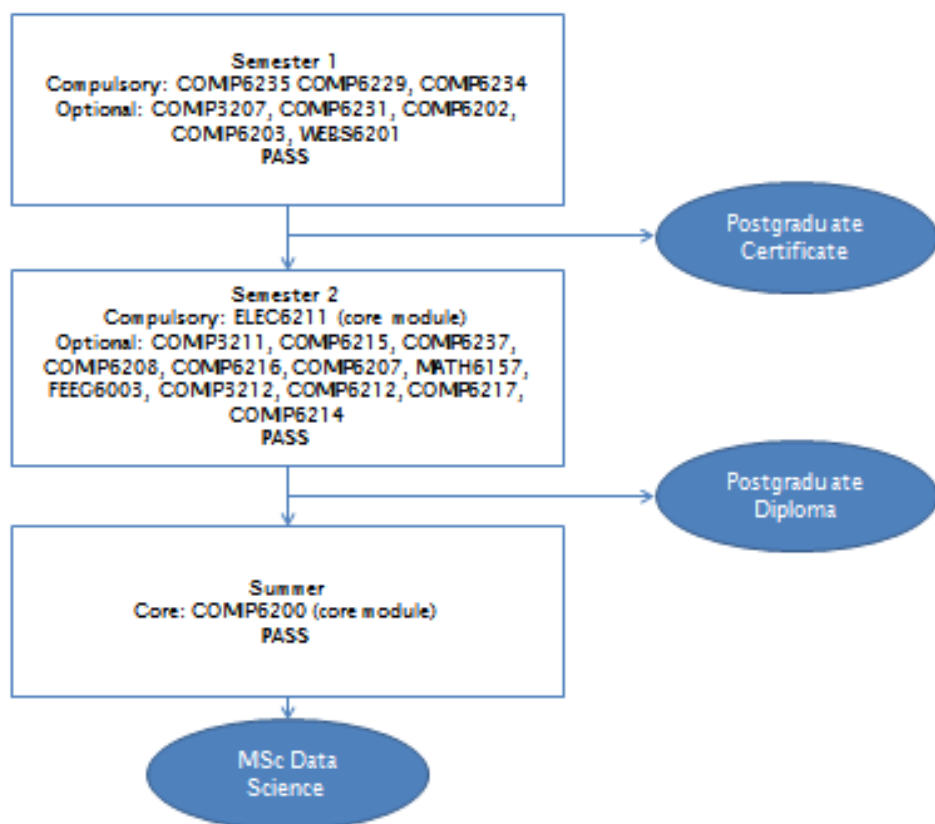 Semester 1
Compulsory: COMP6235 COMP6229, COMP6234
Optional: COMP3207, COMP6231, COMP6202,
COMP6203, WEBS6201
PASS
Postgraduate
Certificate
Semester 2
Compulsory: ELEC6211 (core module)
Optional: COMP3211, COMP6215, COMP6237,
COMP6208, COMP6216, COMP6207, MATH6157,
FEEG6003, COMP3212, COMP6212, COMP6217,
COMP6214
PASS
Postgraduate
Diploma
Summer
Core: COMP6200 (core module)
PASS
MSc Data
Science